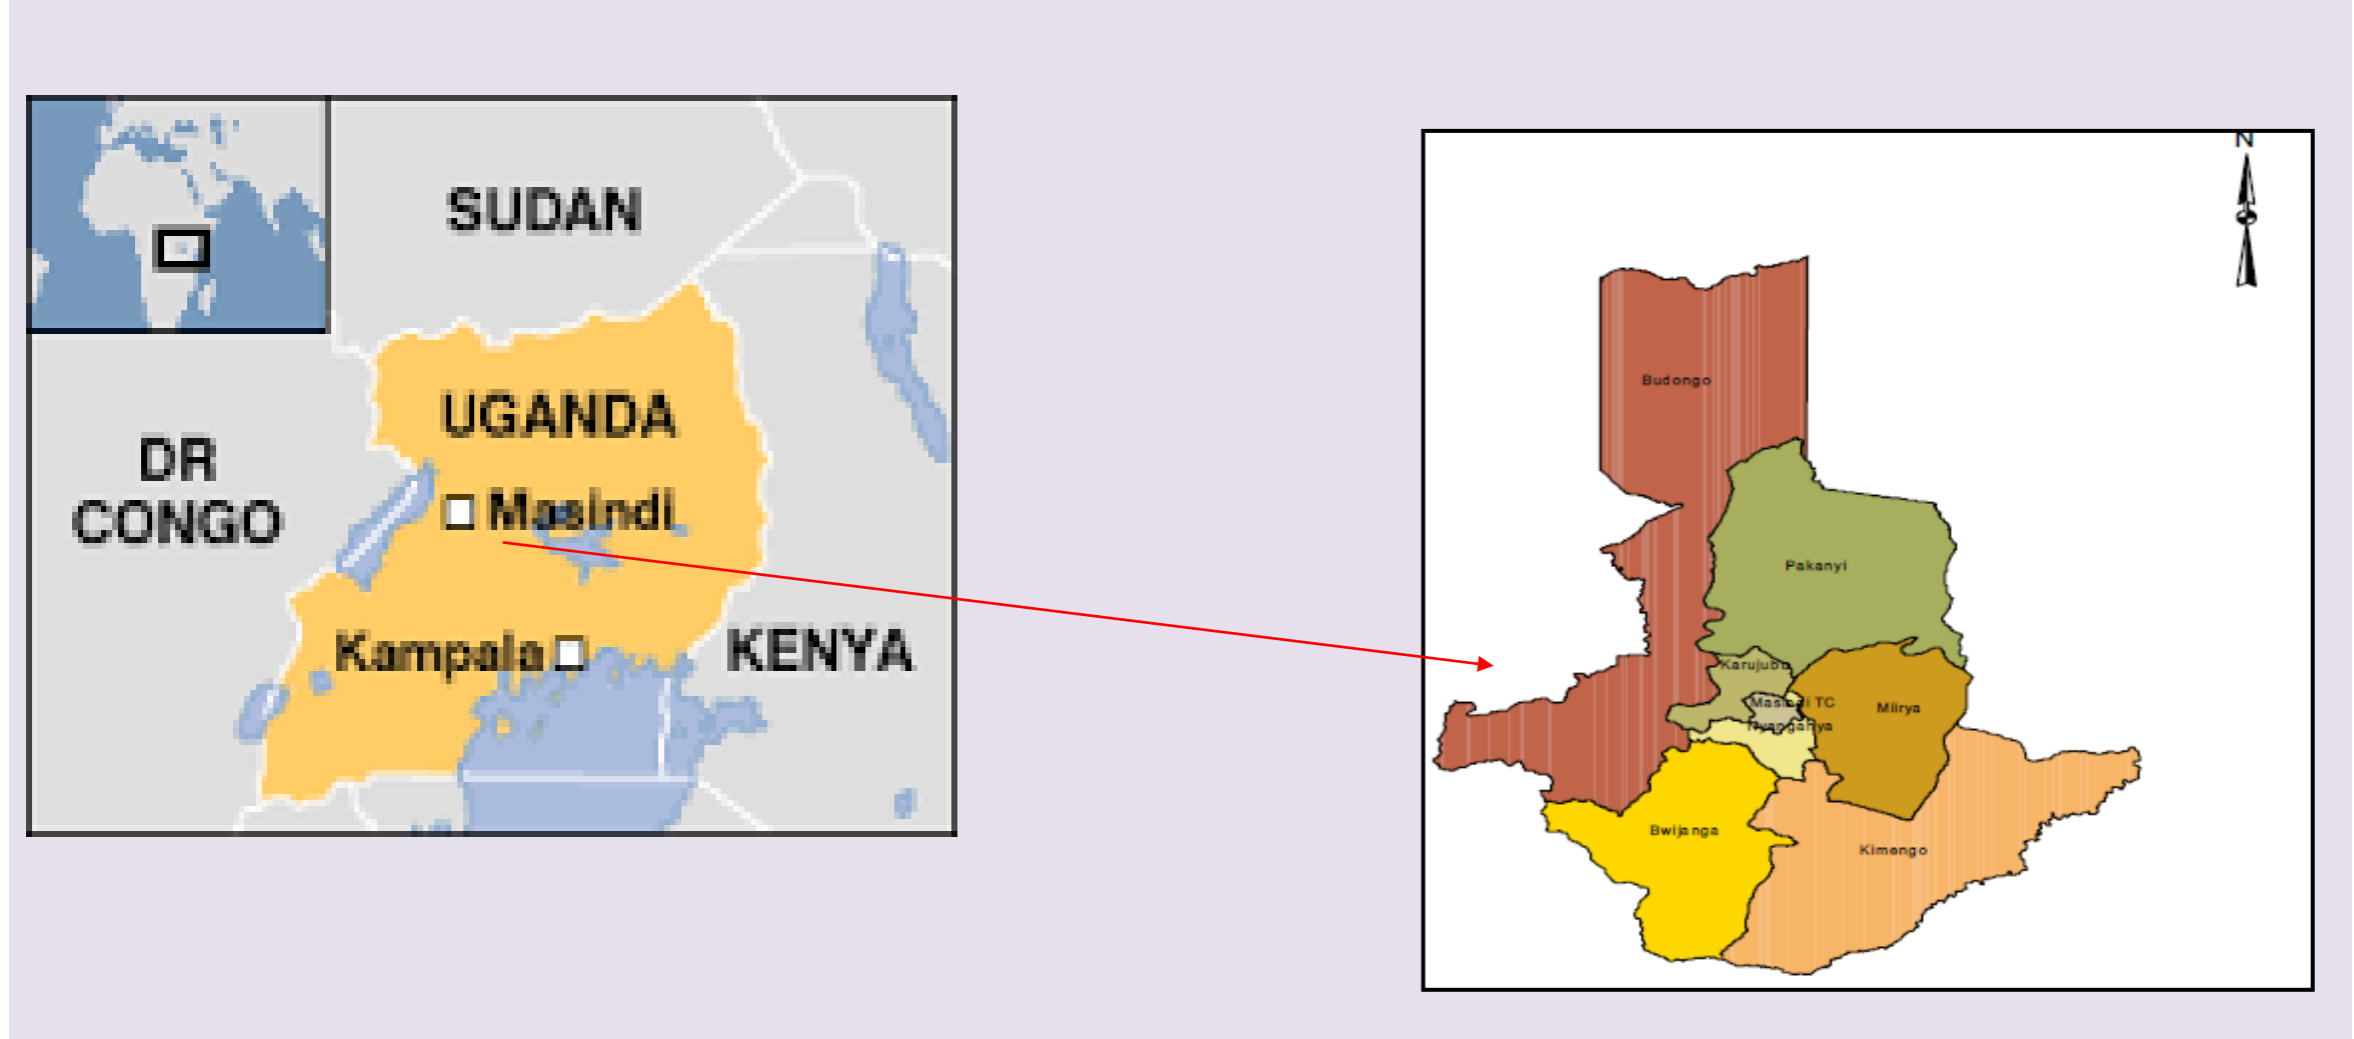 SUDAN
UGANDA
DR
CONGO
Masindi
Kampala
KENYA
N
Budongo
Pakanyi
Karujubu
Masindi TC
Miirya
Nyangahya
Bwijanga
Kimengo